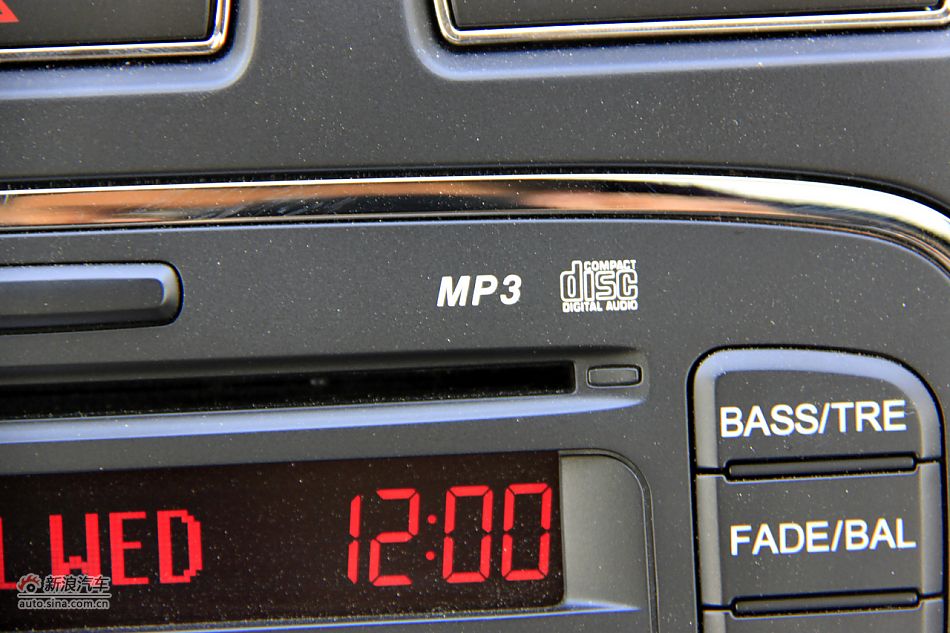 MP3
COMPACT
disc
DIGITAL AUDIO
BASS/TRE
FADE/BAL
WED 12:00
新浪汽车
auto.sina.com.cn